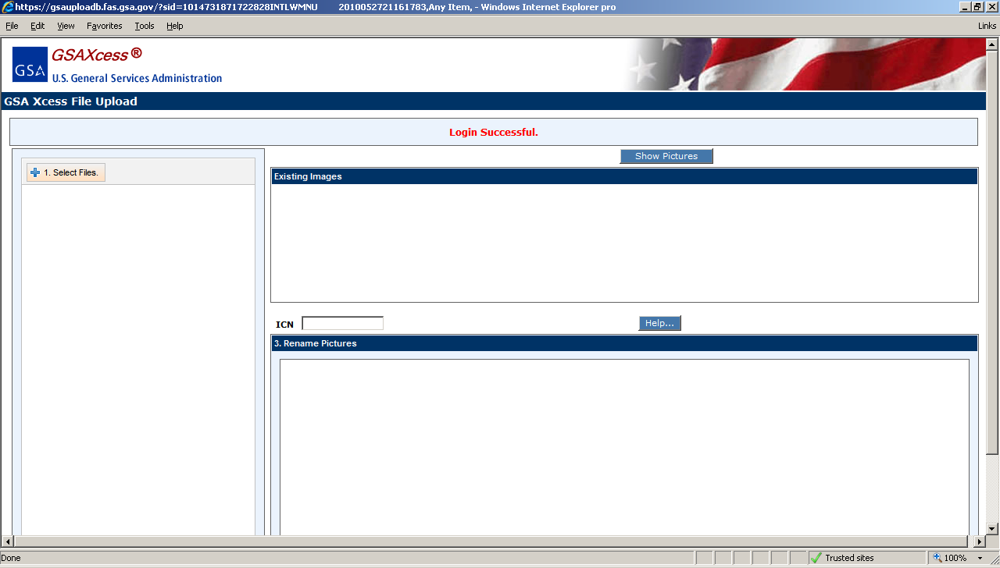 https://gsauploadb.fas.gsa.gov/?sid=1014731871722828INTLWMNU 2010052721161783,Any Item, - Windows Internet Explorer pro
File Edit View Favorites Tools Help Links
GSA
GSAXcess®
U.S. General Services Administration
GSA Xcess File Upload
Login Successful.
1. Select Files.
Show Pictures
Existing Images
ICN
Help...
3. Rename Pictures
Done
Trusted sites
100%